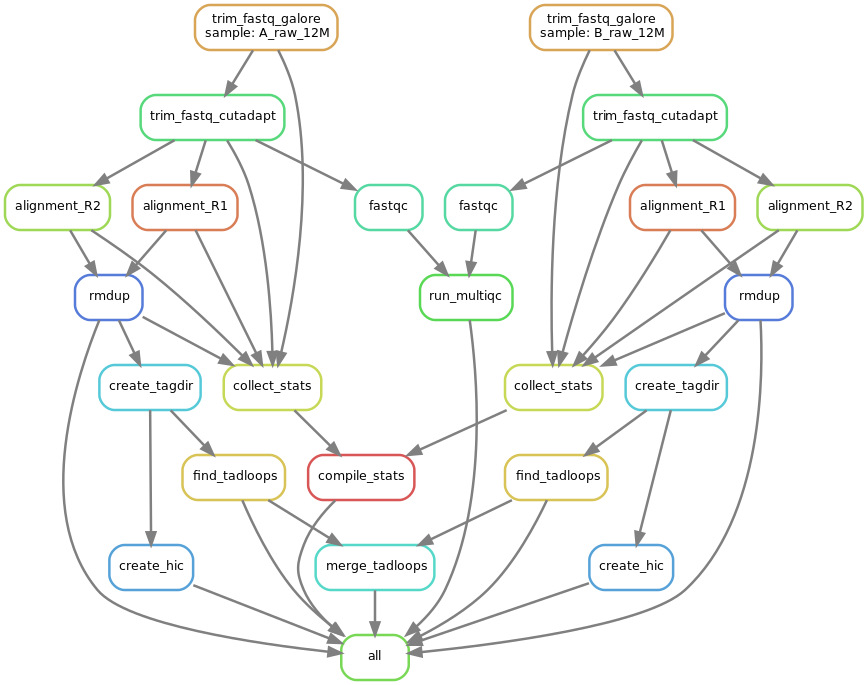 trim_fastq_galore
sample: A_raw_12M
trim_fastq_galore
sample: B_raw_12M
trim_fastq_cutadapt
trim_fastq_cutadapt
alignment_R2
alignment_R1
fastqc
fastqc
alignment_R1
alignment_R2
rmdup
run_multiqc
rmdup
create_tagdir
collect_stats
collect_stats
create_tagdir
find_tadloops
compile_stats
find_tadloops
create_hic
merge_tadloops
create_hic
all